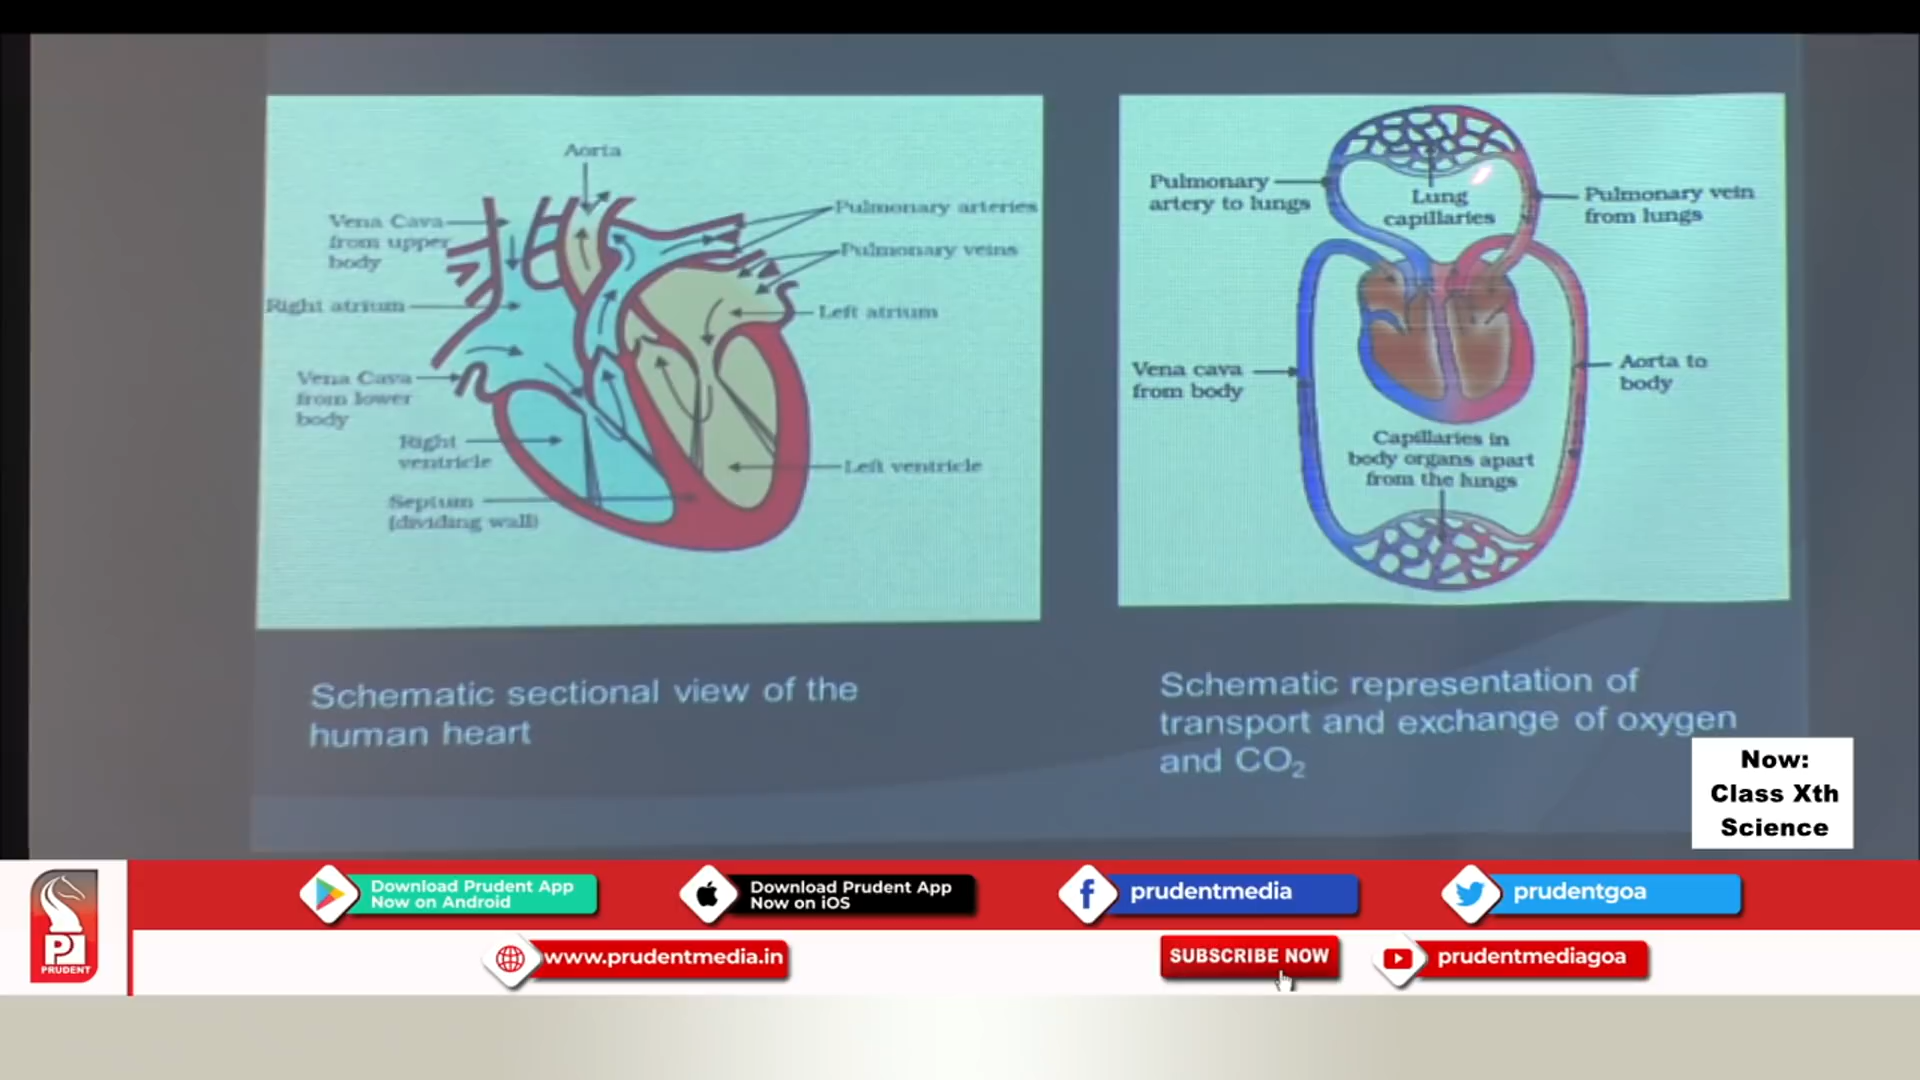 Aorta
Vena Cava
from upper
body
Pulmonary arteries
Pulmonary veins
Right atrium
Left atrium
Vena Cava
from lower
body
Right
ventricle
Left ventricle
Septum
(dividing wall)
Schematic sectional view of the
human heart
Pulmonary
artery to lungs
Lung
capillaries
Pulmonary vein
from lungs
Vena cava
from body
Aorta to
body
Capillaries in
body organs apart
from the lungs
Schematic representation of
transport and exchange of oxygen
and CO₂
Now:
Class Xth
Science
PRUDENT
Download Prudent App
Now on Android
Download Prudent App
Now on iOS
prudentmedia
prudentgoa
www.prudentmedia.in
SUBSCRIBE NOW
prudentmediagoa